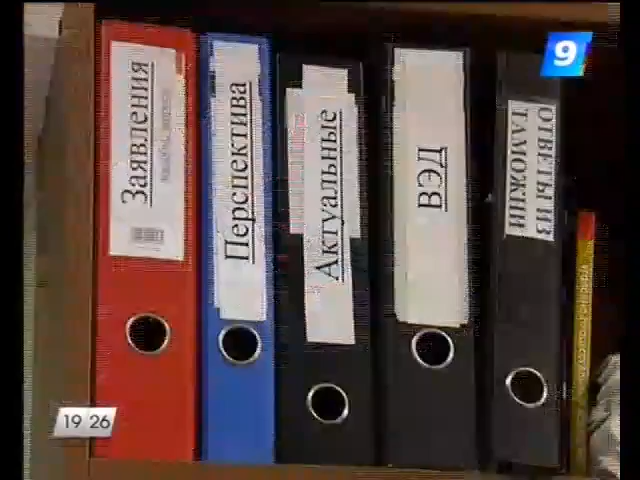 9
Заявления
Перспектива
Актуальные
ВЭД
ОТВЕТЫ ИЗ
ТАМОЖНИ
19 26